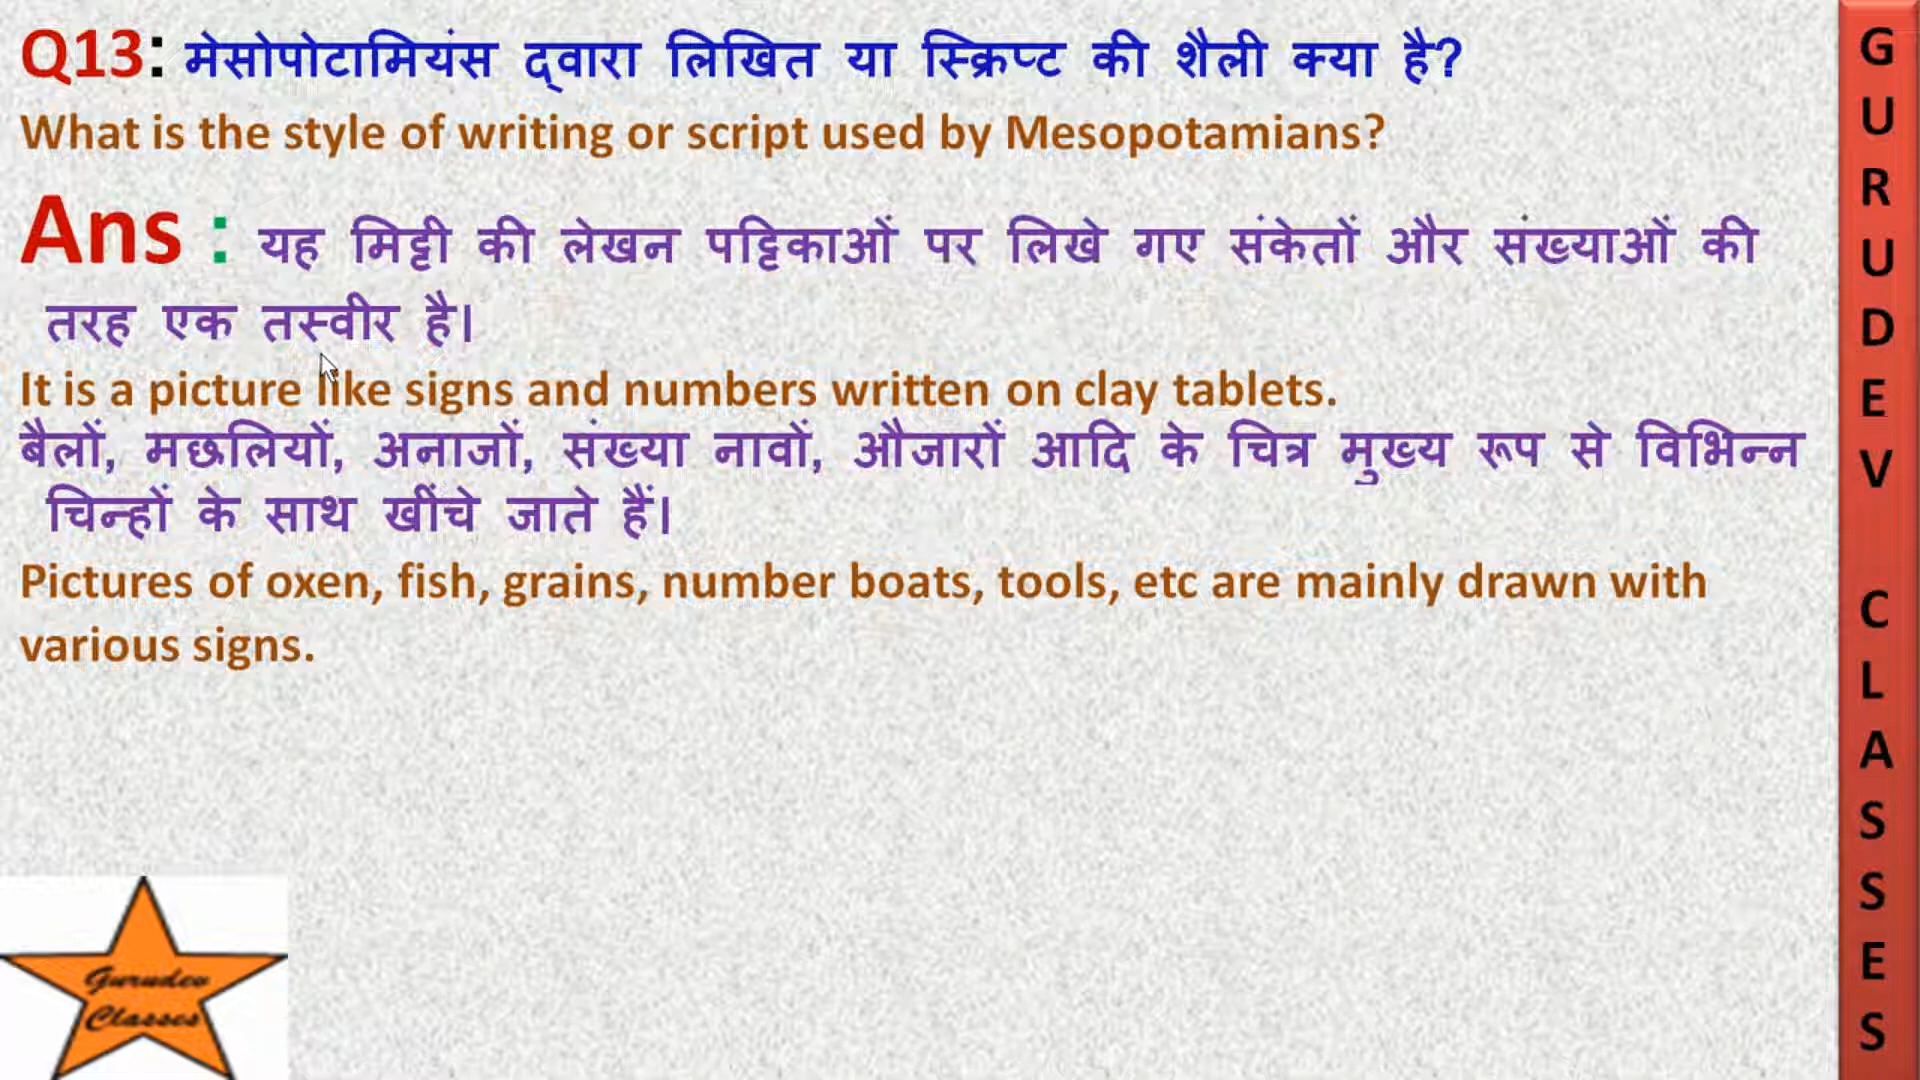 Q13: मेसोपोटामियंस द्वारा लिखित या स्क्रिप्ट की शैली क्या है?
What is the style of writing or script used by Mesopotamians?
Ans : यह मिट्टी की लेखन पट्टिकाओं पर लिखे गए संकेतों और संख्याओं की
तरह एक तस्वीर है।
It is a picture like signs and numbers written on clay tablets.
बैलों, मछलियों, अनाजों, संख्या नावों, औजारों आदि के चित्र मुख्य रूप से विभिन्न
चिन्हों के साथ खींचे जाते हैं।
Pictures of oxen, fish, grains, number boats, tools, etc are mainly drawn with
various signs.
Gurudev
Classes
GURUDEV CLASSES